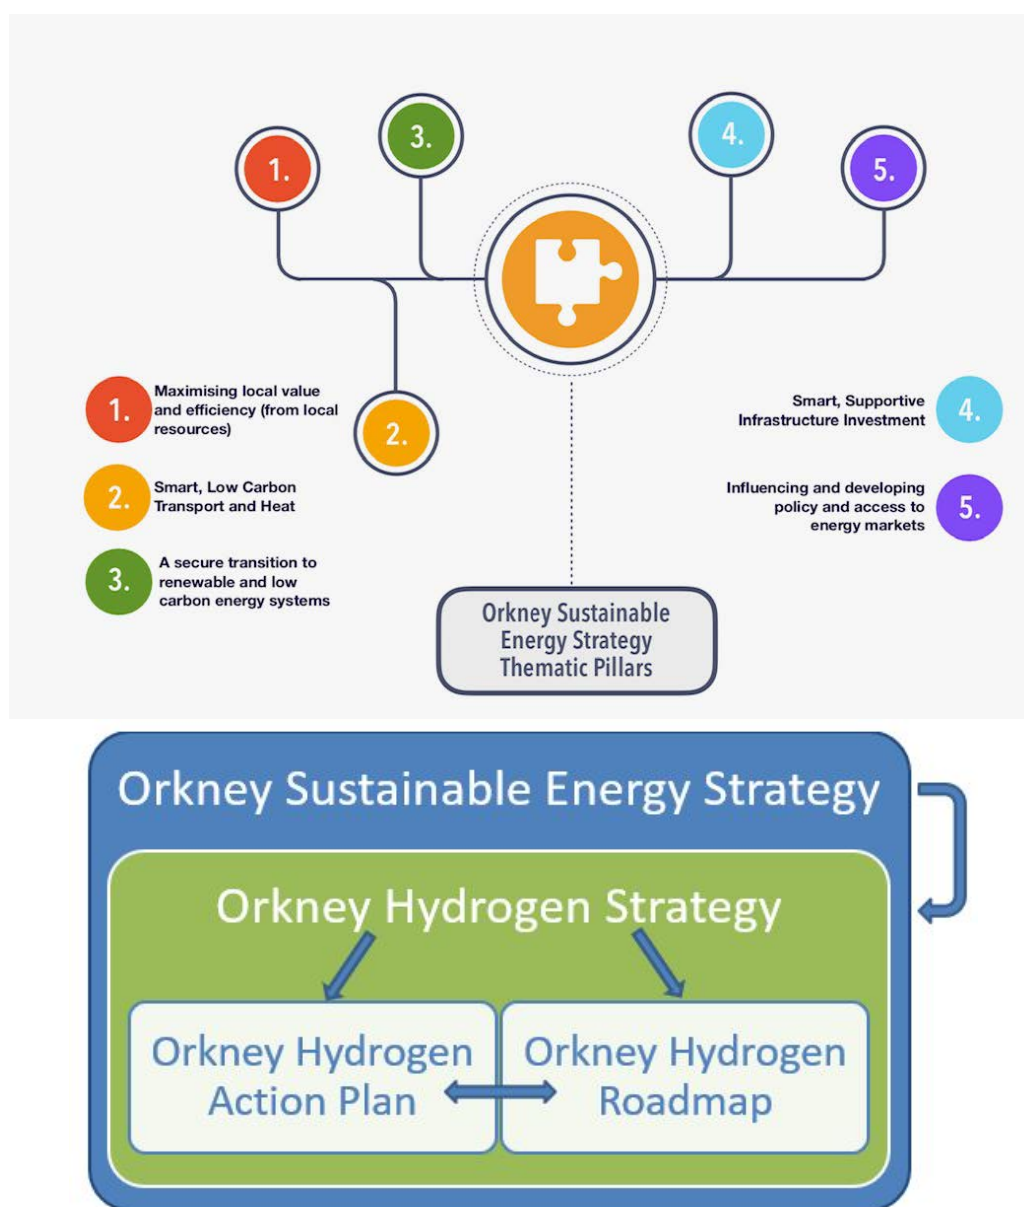 1.
3.
4.
5.
2.
1.
Maximising local value
and efficiency (from local
resources)
2.
Smart, Low Carbon
Transport and Heat
3.
A secure transition to
renewable and low
carbon energy systems
Smart, Supportive
Infrastructure Investment
4.
Influencing and developing
policy and access to
energy markets
5.
Orkney Sustainable
Energy Strategy
Thematic Pillars
Orkney Sustainable Energy Strategy
Orkney Hydrogen Strategy
Orkney Hydrogen
Action Plan
Orkney Hydrogen
Roadmap